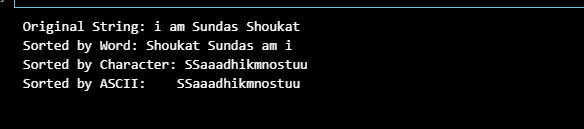 Original String: i am Sundas Shoukat
Sorted by Word: Shoukat Sundas am i
Sorted by Character: SSaaadhikmnostuu
Sorted by ASCII:    SSaaadhikmnostuu